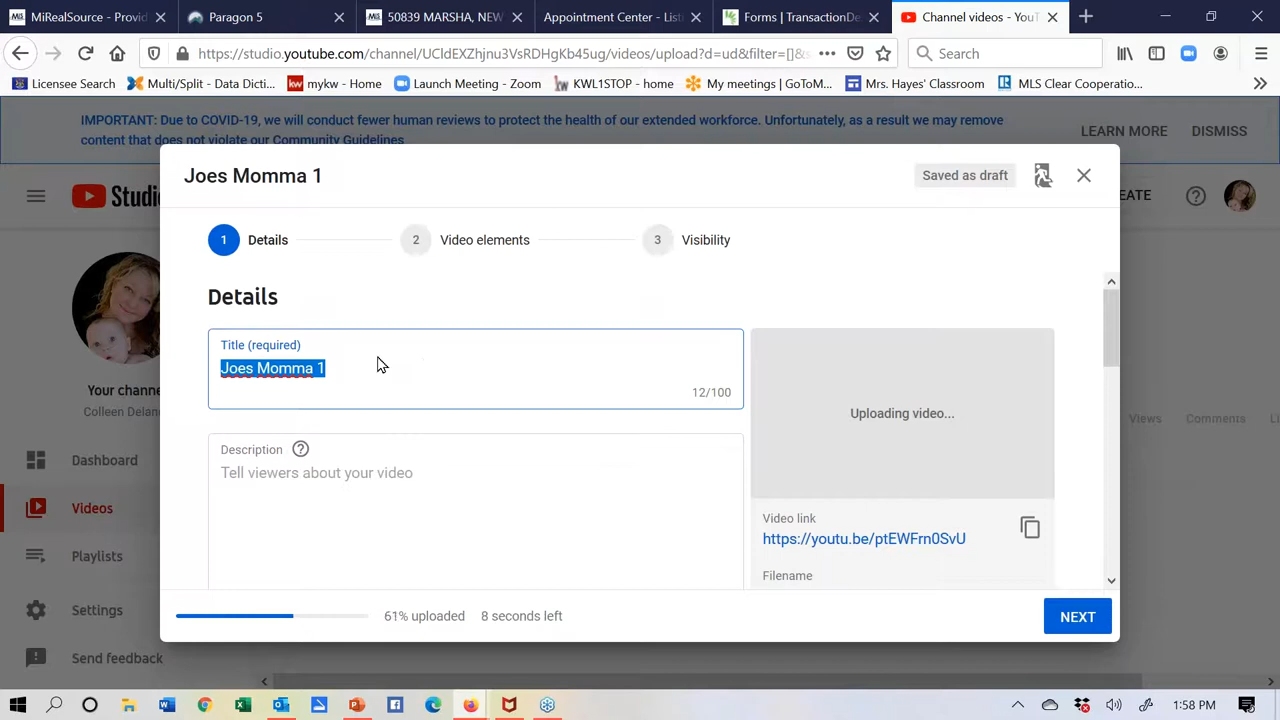 MiRealSource - Provid
Paragon 5
50839 MARSHA, NEW
Appointment Center - Listi
Forms | TransactionDe
Channel videos - YouT
https://studio.youtube.com/channel/UCldEXZhjnu3VsRDHgKb45ug/videos/upload?d=ud&filter=[]&s
Search
Licensee Search
Multi/Split - Data Dicti...
mykw - Home
Launch Meeting - Zoom
KWL1STOP - home
My meetings | GoToM...
Mrs. Hayes' Classroom
MLS Clear Cooperatio...
IMPORTANT: Due to COVID-19, we will conduct fewer human reviews to protect the health of our extended workforce. Unfortunately, as a result we may remove
content that does not violate our Community Guidelines
LEARN MORE
DISMISS
Studio
EATE
Joes Momma 1
Saved as draft
1
Details
2
Video elements
3
Visibility
Details
Title (required)
Joes Momma 1
12/100
Description
Tell viewers about your video
Uploading video...
Video link
https://youtu.be/ptEWFrn0SvU
Filename
61% uploaded
8 seconds left
NEXT
Your channe
Colleen Delane
Dashboard
Videos
Playlists
Settings
Send feedback
Views
Comments
1:58 PM